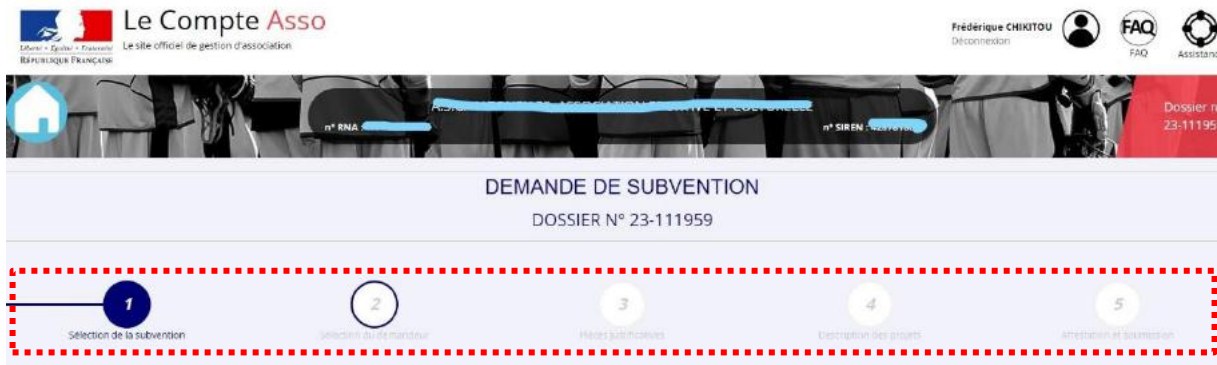 Le Compte Asso
Le site officiel de gestion d'association
Liberté • Égalité • Fraternité
RÉPUBLIQUE FRANÇAISE
Frédérique CHIKITOU
Déconnexion
FAQ
FAQ
Assistanc
n° RNA :
n° SIREN :
Dossier n
23-11195
DEMANDE DE SUBVENTION
DOSSIER N° 23-111959
1
2
3
4
5
Sélection de la subvention
Sélection du demandeur
Pièces justificatives
Description des projets
Attestation et soumission